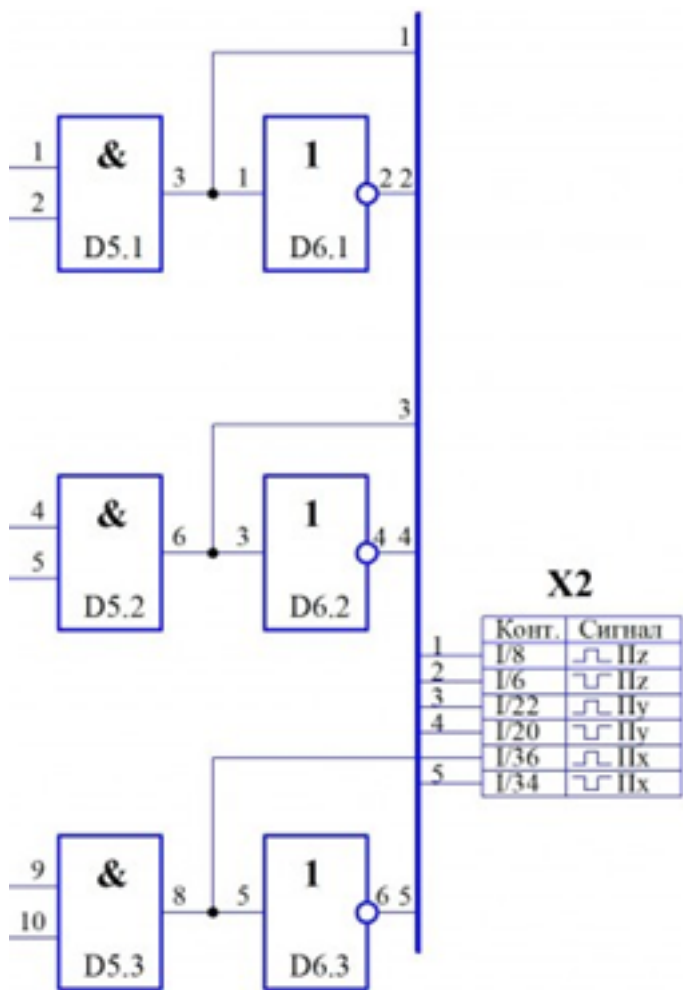 1
& 1
1 3 1 2 2
2
D5.1 D6.1
3
& 1
4
6 3 4 4
5
D5.2 D6.2
X2
Конт. Сигнал
1 I/8 Пz
2 I/6 Пz
3 I/22 Пy
4 I/20 Пy
I/36 Пx
5 I/34 Пx
& 1
9
8 5 6 5
10
D5.3 D6.3